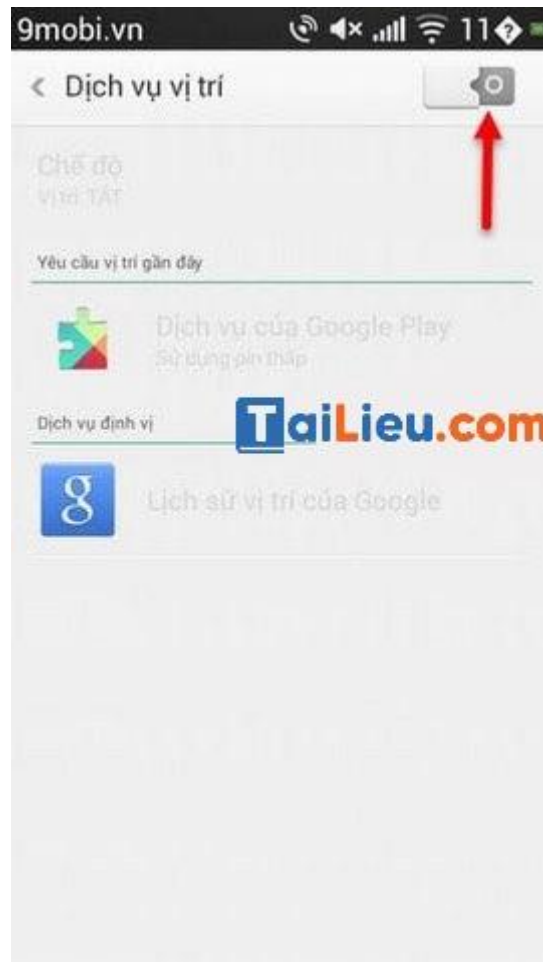 9mobi.vn 11
Dịch vụ vị trí
Chế độ
Vị trí TẮT
Yêu cầu vị trí gần đây
Dịch vụ của Google Play
Sử dụng pin thấp
Dịch vụ định vị
TaiLieu.com
g
Lịch sử vị trí của Google